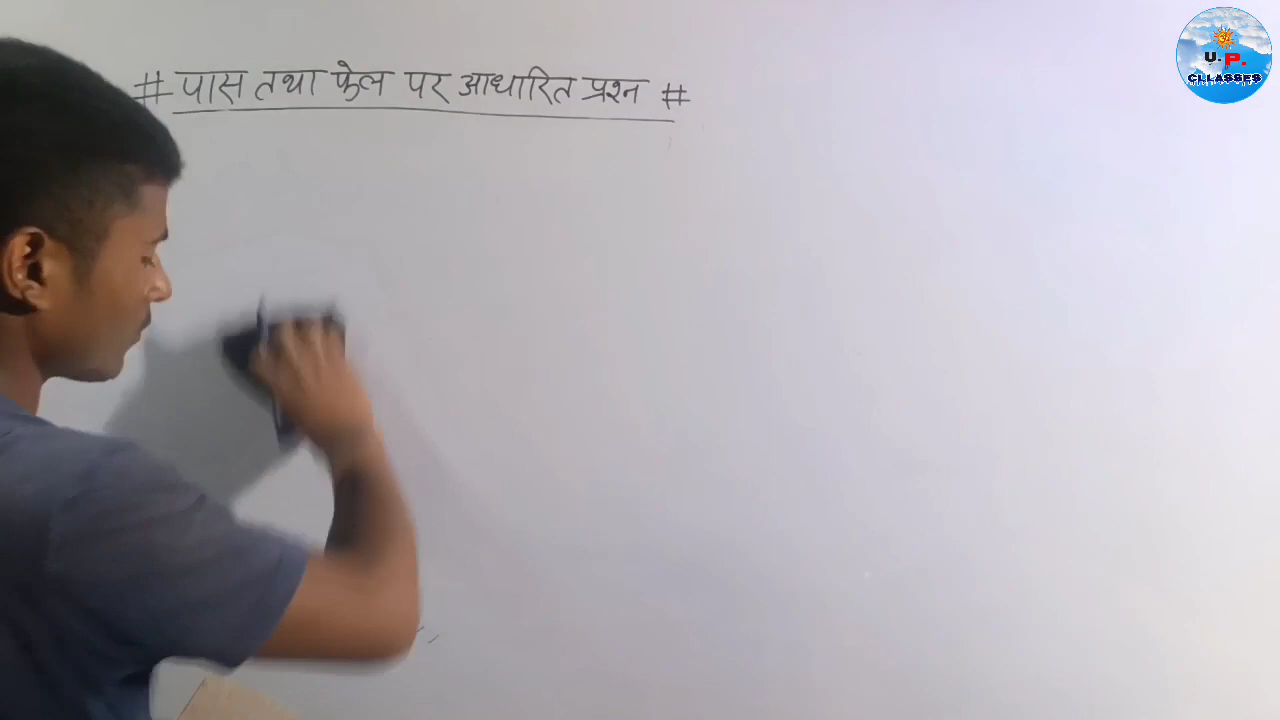 # पास तथा फेल पर आधारित प्रश्न #
U.P.
CLLASSES